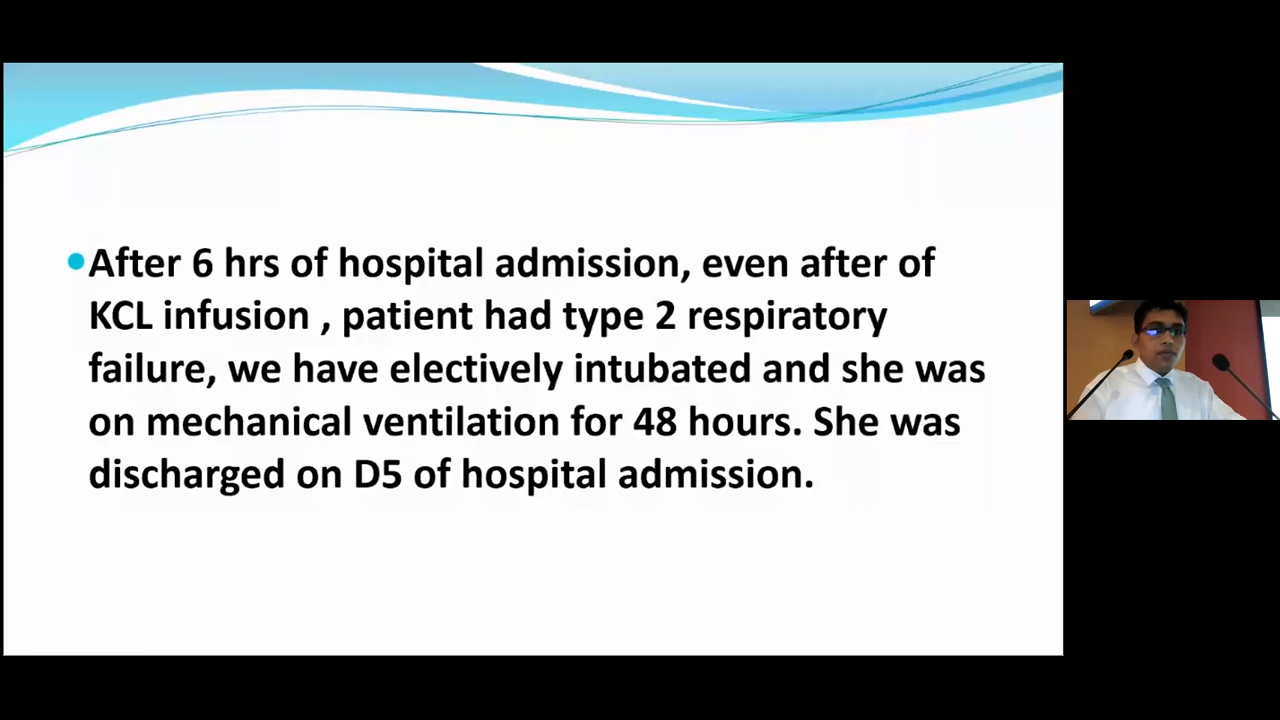 After 6 hrs of hospital admission, even after of
KCL infusion , patient had type 2 respiratory
failure, we have electively intubated and she was
on mechanical ventilation for 48 hours. She was
discharged on D5 of hospital admission.